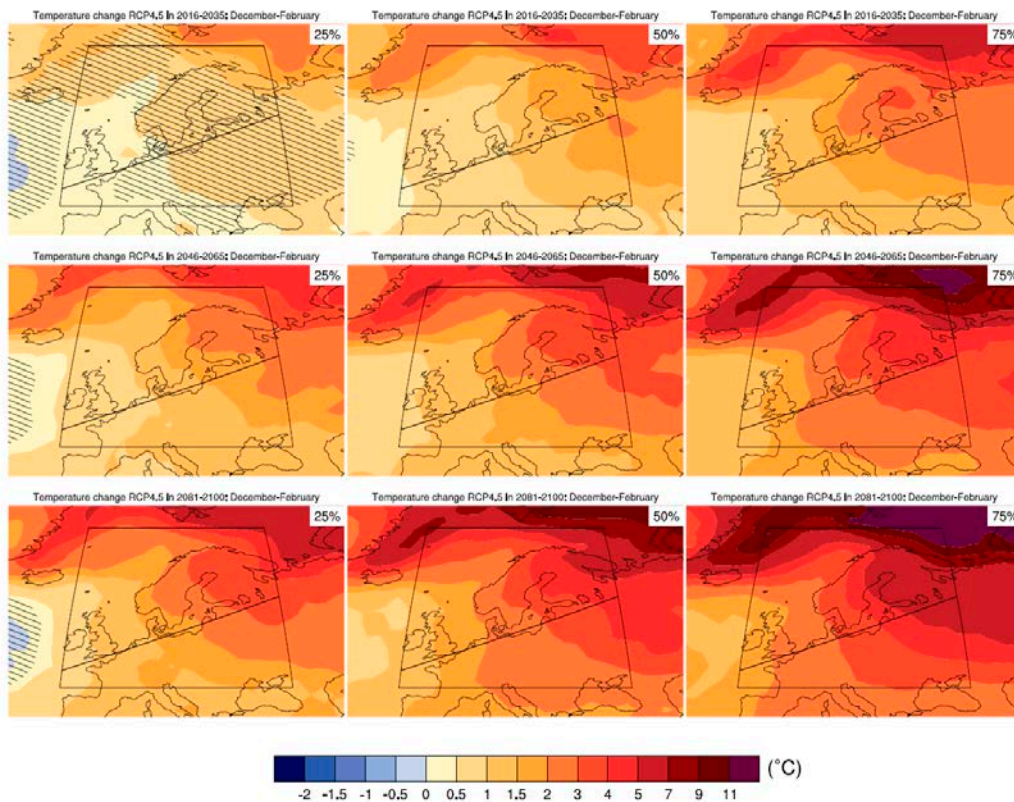 Temperature change RCP4.5 in 2016-2035: December-February
25%
Temperature change RCP4.5 in 2016-2035: December-February
50%
Temperature change RCP4.5 in 2016-2035: December-February
75%
Temperature change RCP4.5 in 2046-2065: December-February
25%
Temperature change RCP4.5 in 2046-2065: December-February
50%
Temperature change RCP4.5 in 2046-2065: December-February
75%
Temperature change RCP4.5 in 2081-2100: December-February
25%
Temperature change RCP4.5 in 2081-2100: December-February
50%
Temperature change RCP4.5 in 2081-2100: December-February
75%
(°C)
-2 -1.5 -1 -0.5 0 0.5 1 1.5 2 3 4 5 7 9 11